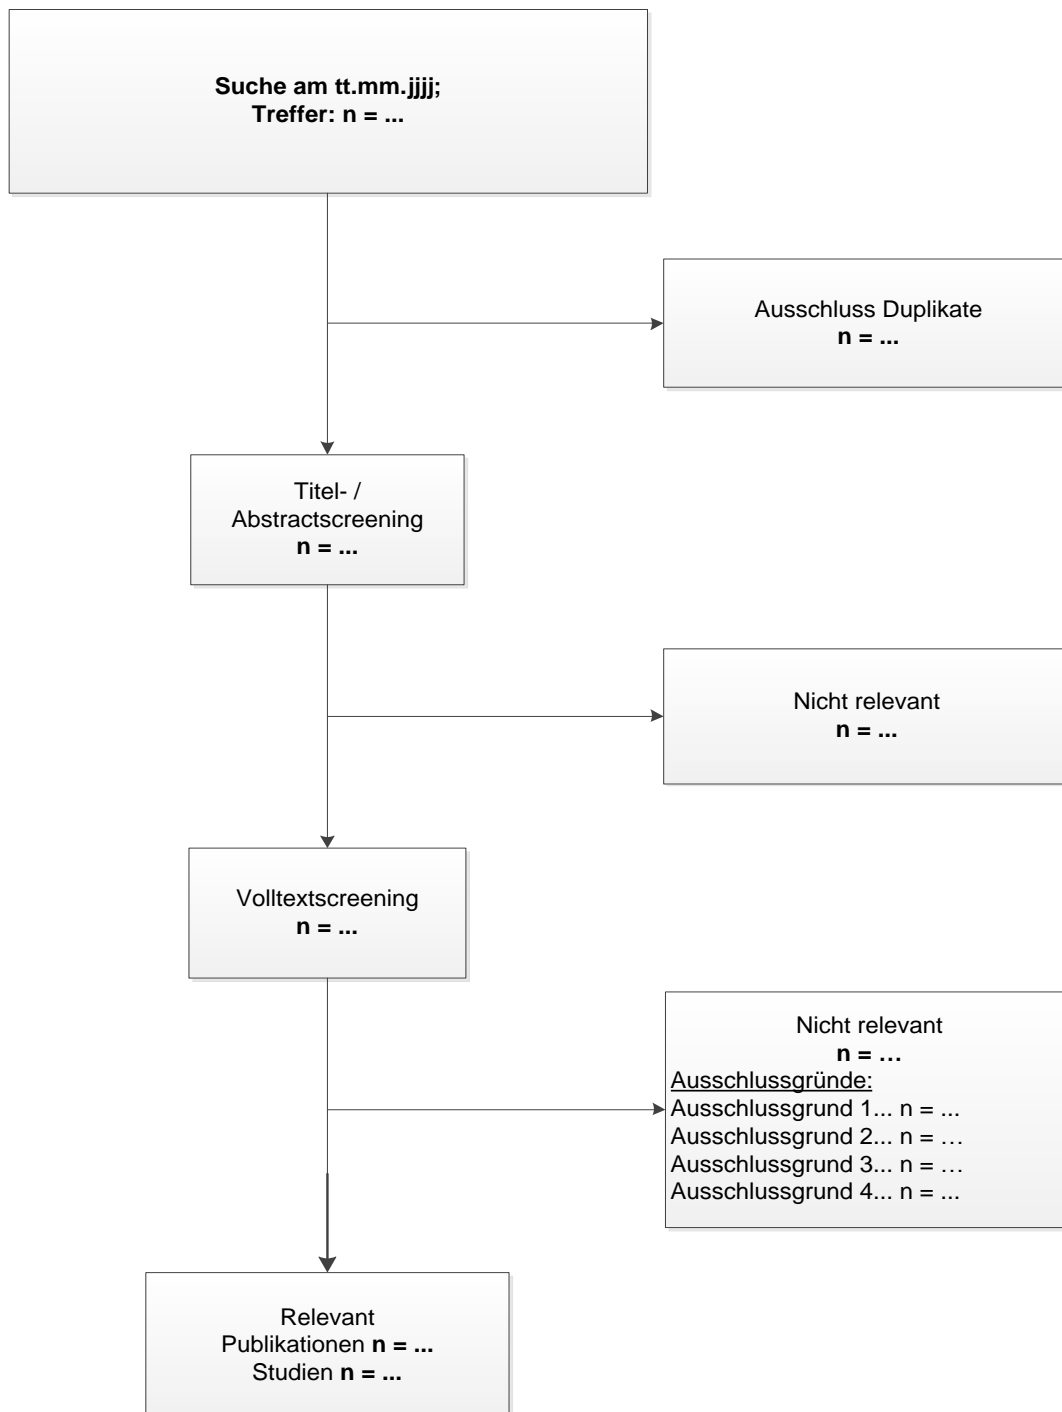 Suche am tt.mm.jjjj;
Treffer: n = ...
Ausschluss Duplikate
n = ...
Titel- /
Abstractscreening
n = ...
Nicht relevant
n = ...
Volltextscreening
n = ...
Nicht relevant
n = …
Ausschlussgründe:
Ausschlussgrund 1... n = ...
Ausschlussgrund 2... n = …
Ausschlussgrund 3... n = …
Ausschlussgrund 4... n = ...
Relevant
Publikationen n = ...
Studien n = ...